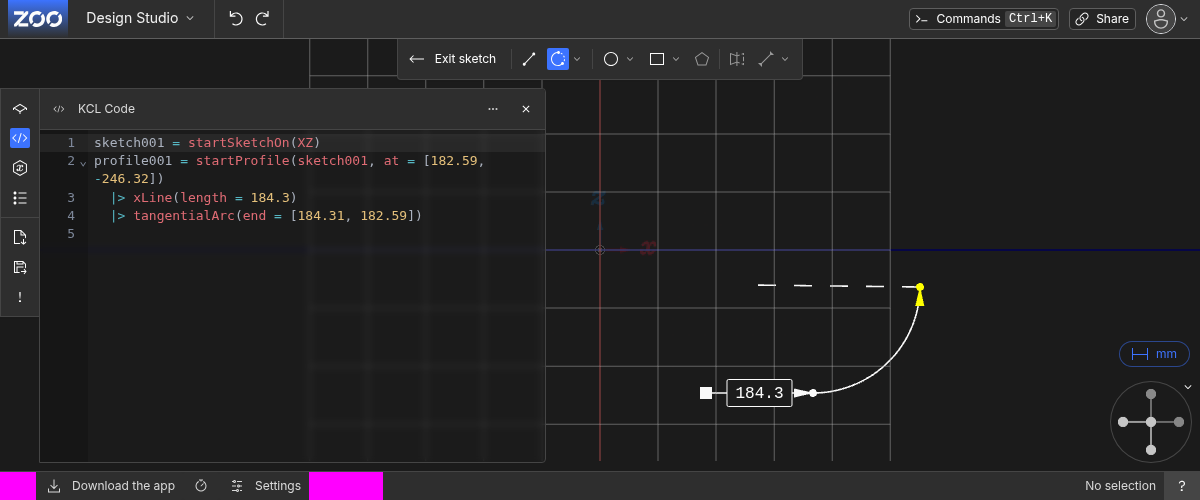 ZOO Design Studio Commands Ctrl+K Share
Exit sketch
KCL Code
1 sketch001 = startSketchOn(XZ)
2 profile001 = startProfile(sketch001, at = [182.59,
-246.32])
3 |> xLine(length = 184.3)
4 |> tangentialArc(end = [184.31, 182.59])
5
z
x
mm
184.3
Download the app Settings No selection ?